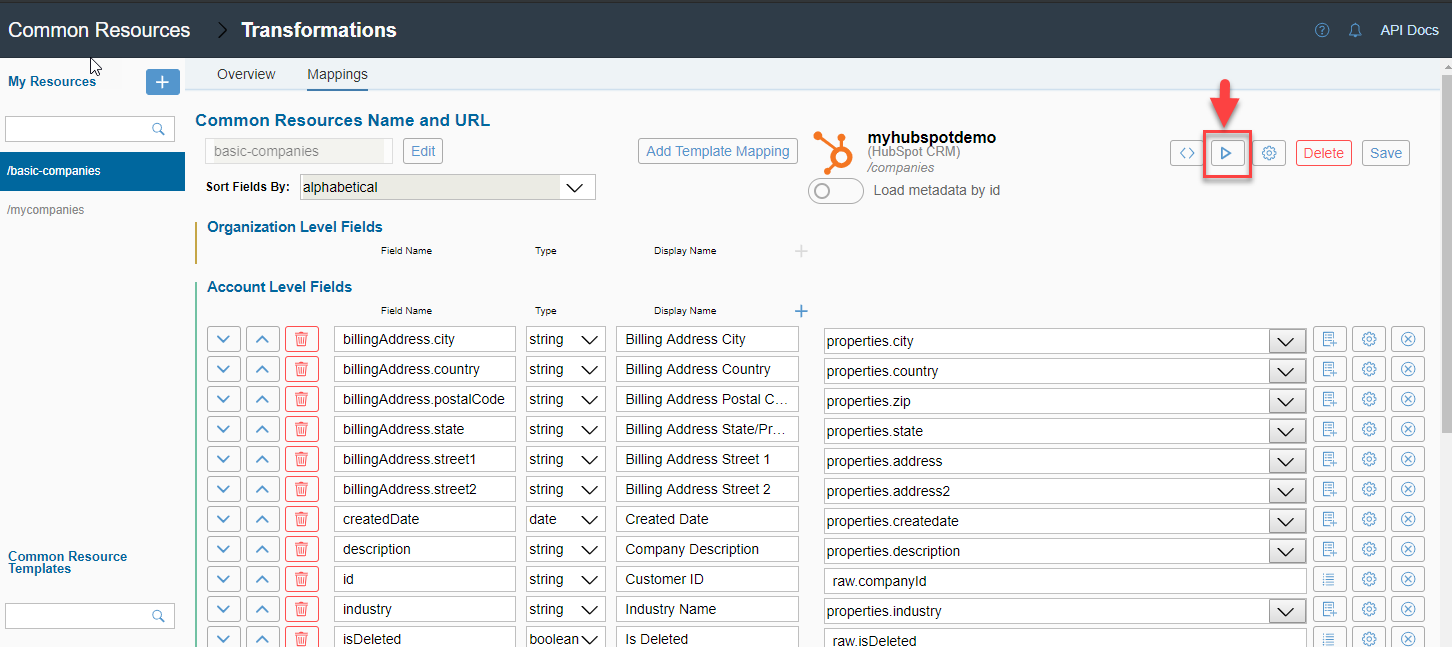 Common Resources > Transformations
API Docs
My Resources
+
Overview
Mappings
/basic-companies
/mycompanies
Common Resource
Templates
Common Resources Name and URL
basic-companies
Edit
Add Template Mapping
myhubspotdemo
(HubSpot CRM)
/companies
Load metadata by id
Delete
Save
Sort Fields By: alphabetical
Organization Level Fields
Field Name Type Display Name +
Account Level Fields
Field Name Type Display Name +
billingAddress.city string Billing Address City properties.city
billingAddress.country string Billing Address Country properties.country
billingAddress.postalCode string Billing Address Postal C... properties.zip
billingAddress.state string Billing Address State/Pr... properties.state
billingAddress.street1 string Billing Address Street 1 properties.address
billingAddress.street2 string Billing Address Street 2 properties.address2
createdDate date Created Date properties.createdate
description string Company Description properties.description
id string Customer ID raw.companyId
industry string Industry Name properties.industry
isDeleted boolean Is Deleted raw.isDeleted